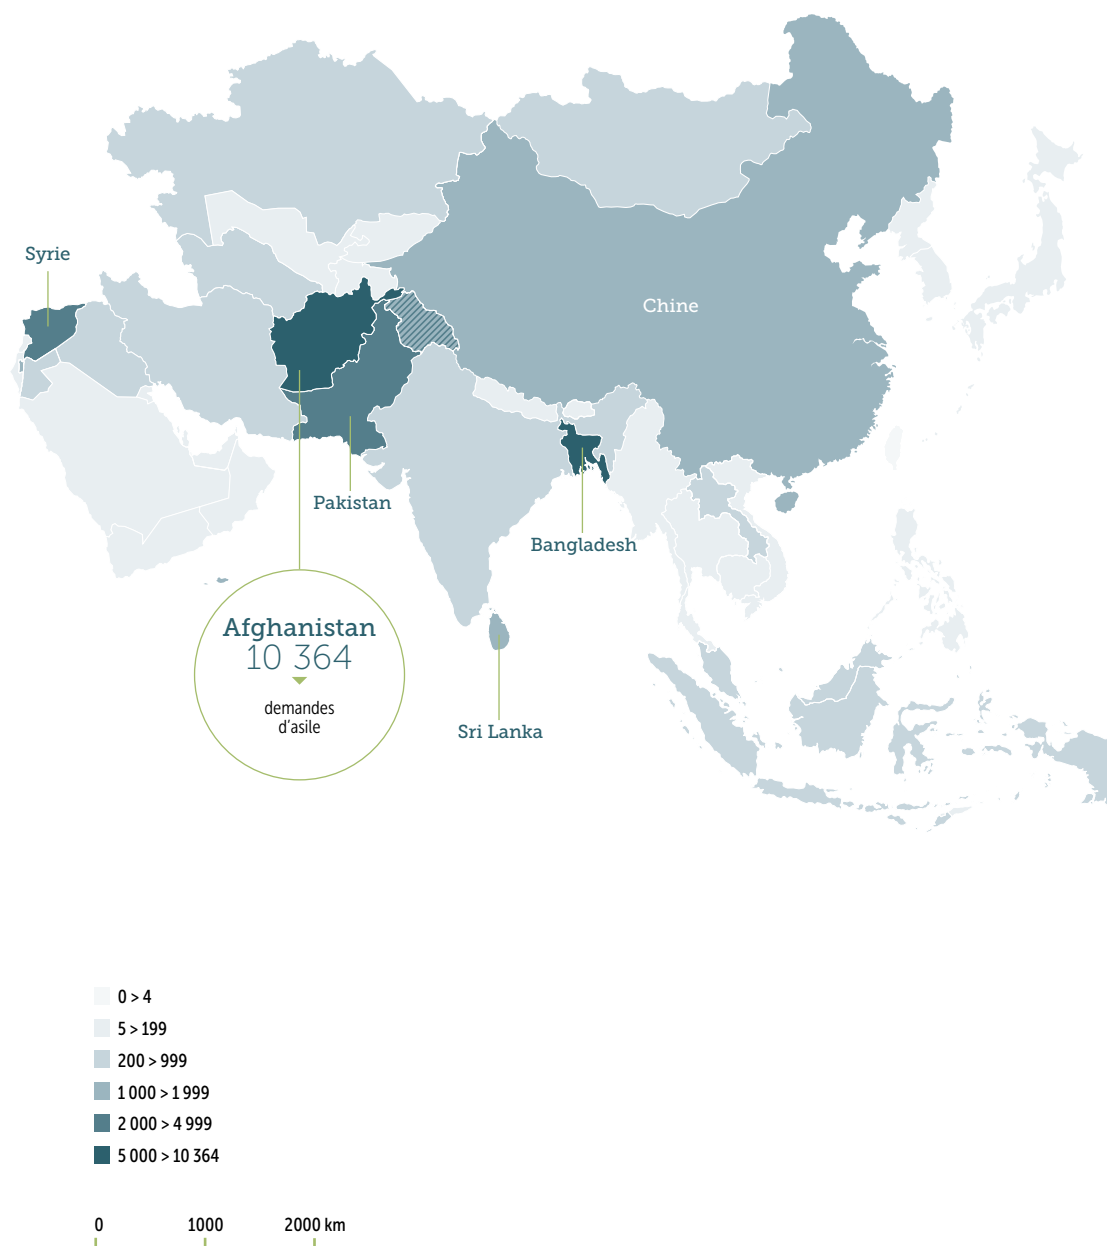 Syrie
Chine
Pakistan
Bangladesh
Afghanistan
10 364
demandes
d'asile
Sri Lanka
0 > 4
5 > 199
200 > 999
1 000 > 1 999
2 000 > 4 999
5 000 > 10 364
0 1000 2000 km